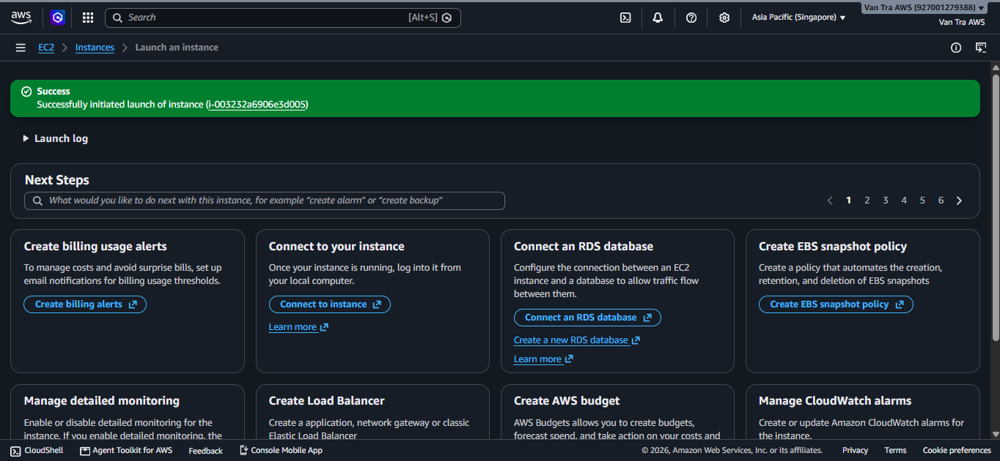 aws
Search [Alt+S]
Asia Pacific (Singapore)
Van Tra AWS (927001279388)
Van Tra AWS
EC2 Instances Launch an instance
Success
Successfully initiated launch of instance (i-003232a6906e3d005)
Launch log
Next Steps
What would you like to do next with this instance, for example “create alarm” or “create backup”
1 2 3 4 5 6
Create billing usage alerts
To manage costs and avoid surprise bills, set up
email notifications for billing usage thresholds.
Create billing alerts
Connect to your instance
Once your instance is running, log into it from
your local computer.
Connect to instance
Learn more
Connect an RDS database
Configure the connection between an EC2
instance and a database to allow traffic flow
between them.
Connect an RDS database
Create a new RDS database
Learn more
Create EBS snapshot policy
Create a policy that automates the creation,
retention, and deletion of EBS snapshots
Create EBS snapshot policy
Manage detailed monitoring
Enable or disable detailed monitoring for the
instance. If you enable detailed monitoring, the
Create Load Balancer
Create a application, network gateway or classic
Elastic Load Balancer
Create AWS budget
AWS Budgets allows you to create budgets,
forecast spend, and take action on your costs and
Manage CloudWatch alarms
Create or update Amazon CloudWatch alarms for
the instance.
CloudShell Agent Toolkit for AWS Feedback Console Mobile App
© 2026, Amazon Web Services, Inc. or its affiliates. Privacy Terms Cookie preferences